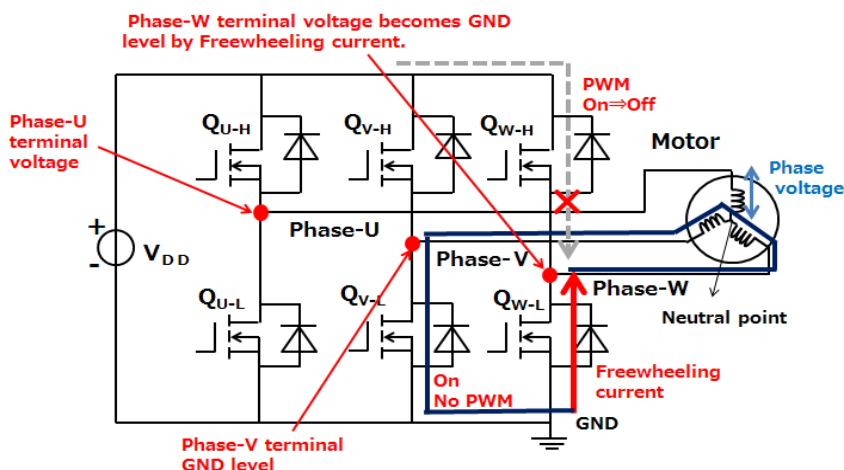 Phase-W terminal voltage becomes GND
level by Freewheeling current.
PWM
On⇒Off
Phase-U
terminal
voltage
QU-H
QV-H
QW-H
Motor
Phase
voltage
+
-
VDD
Phase-U
Phase-V
Phase-W
Neutral point
QU-L
QV-L
QW-L
On
No PWM
Freewheeling
current
GND
Phase-V terminal
GND level